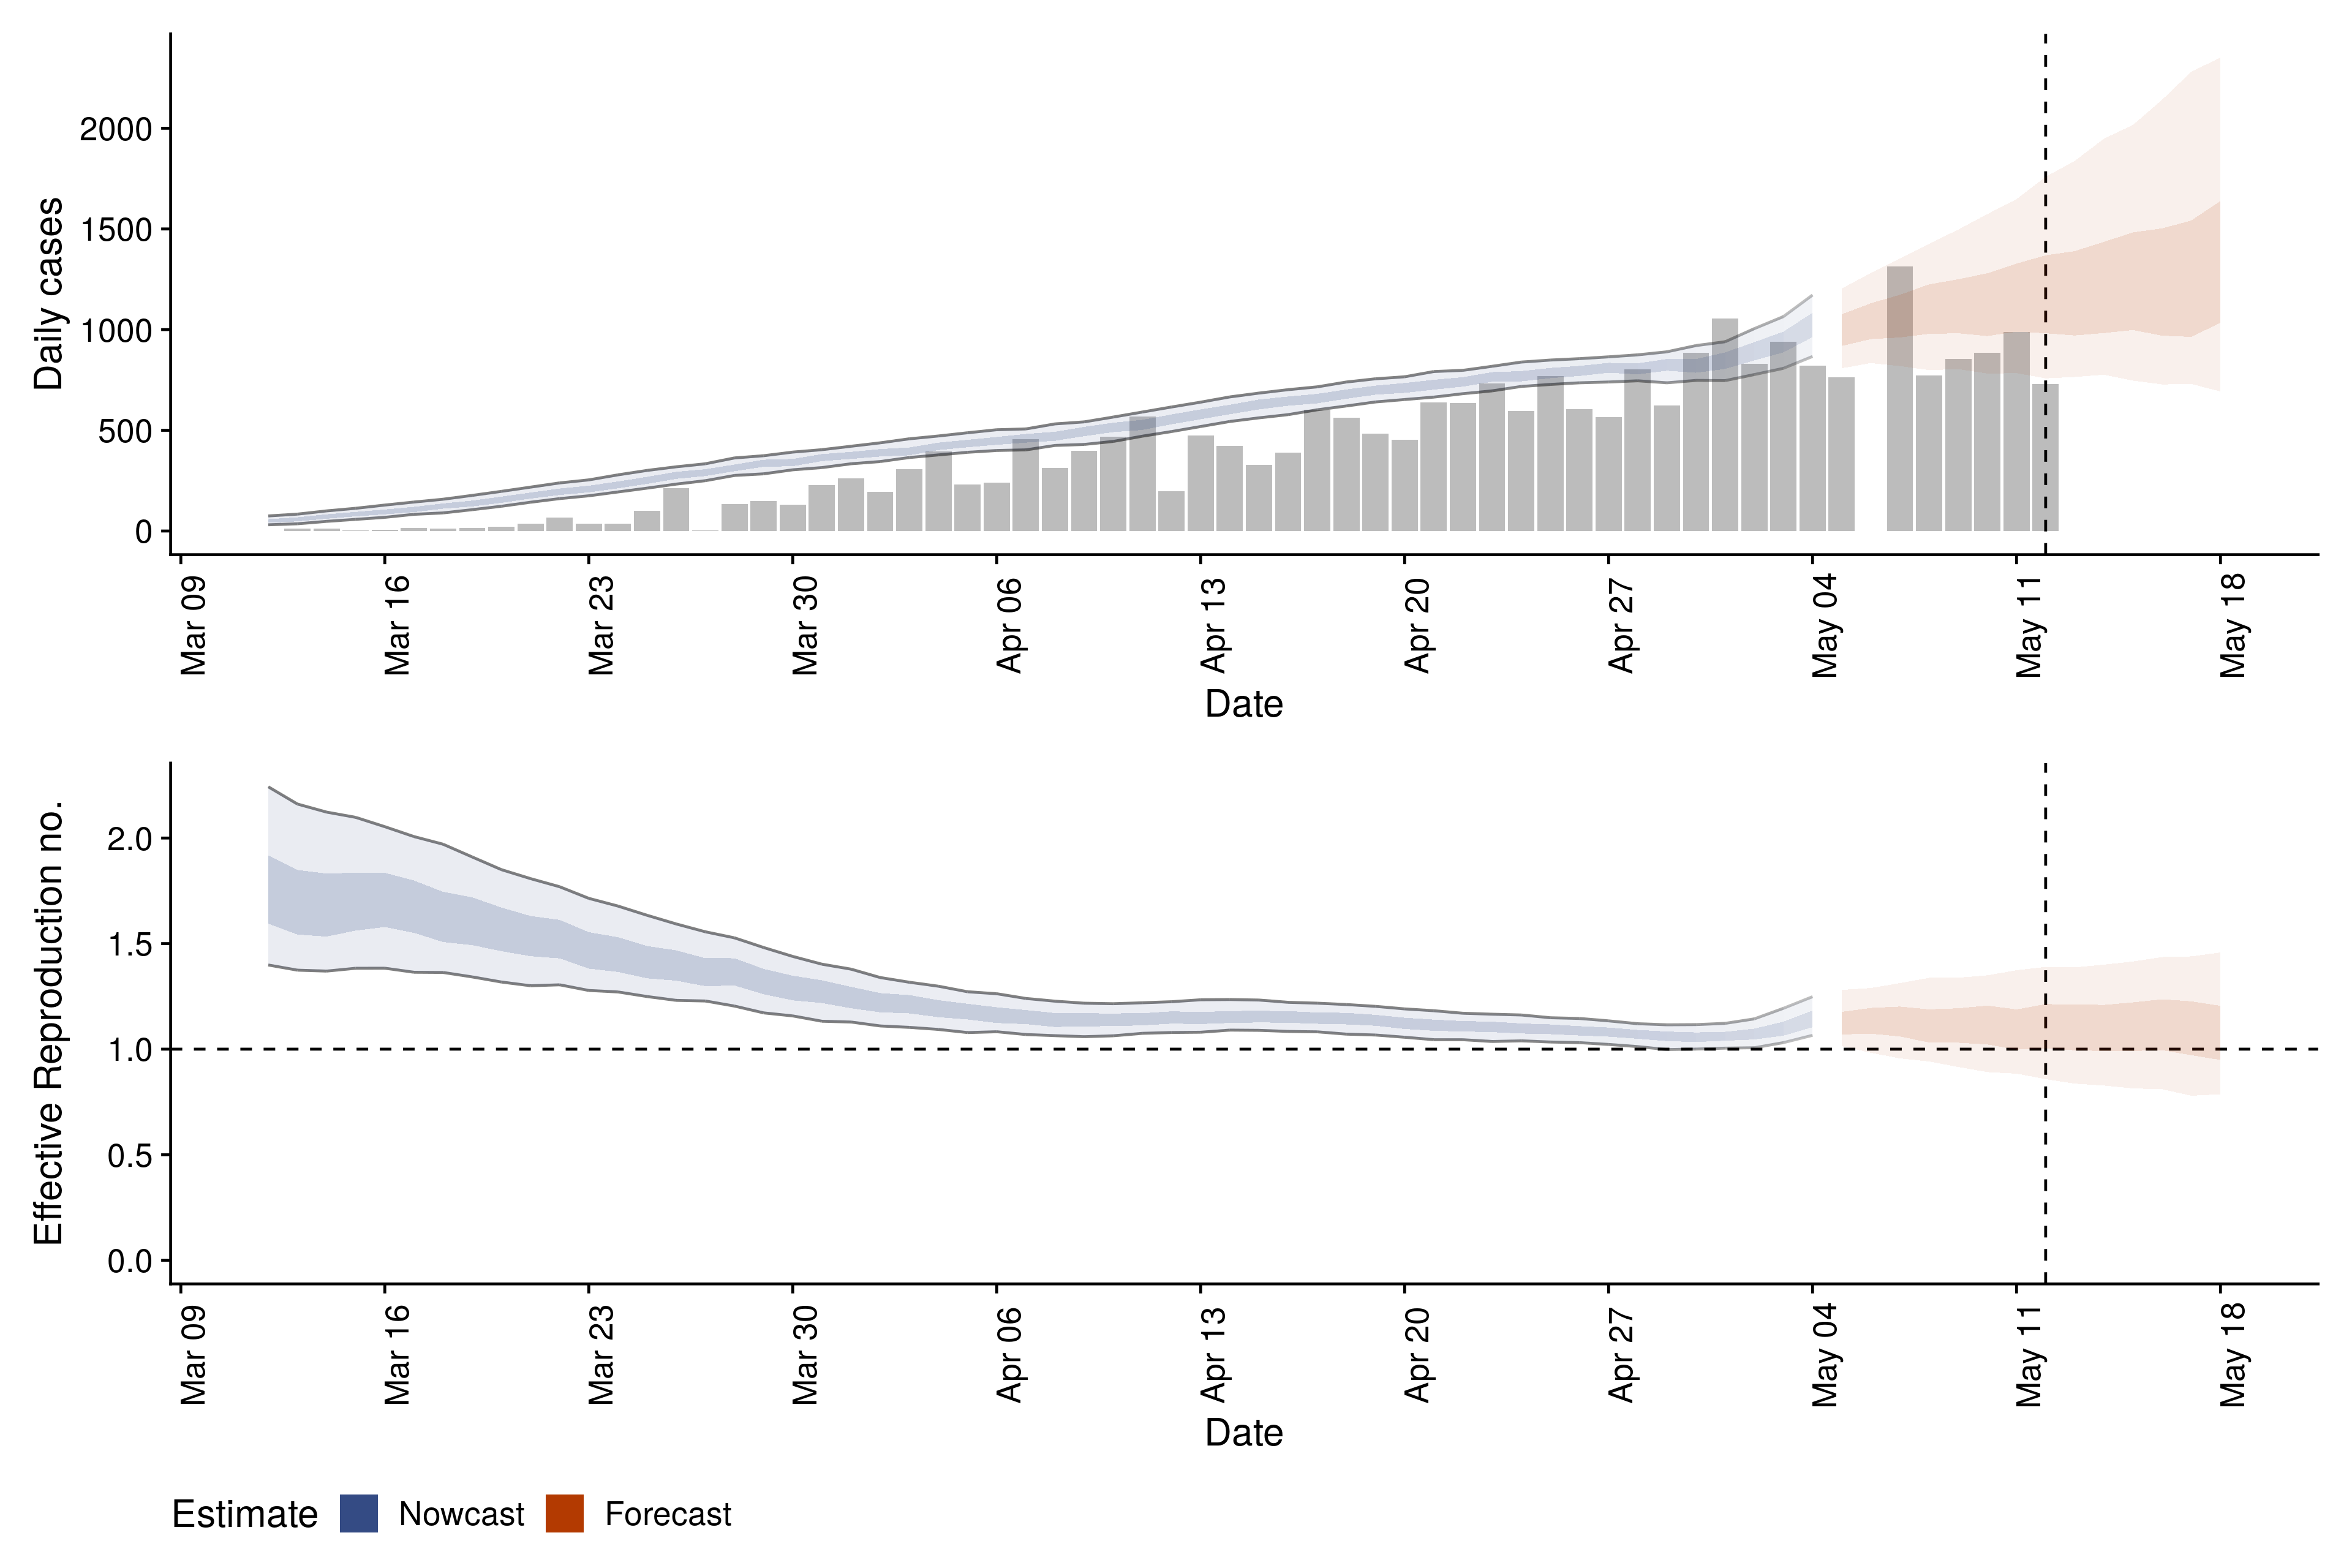 Daily cases
2000
1500
1000
500
0
Mar 09
Mar 16
Mar 23
Mar 30
Apr 06
Apr 13
Apr 20
Apr 27
May 04
May 11
May 18
Date
Effective Reproduction no.
2.0
1.5
1.0
0.5
0.0
Mar 09
Mar 16
Mar 23
Mar 30
Apr 06
Apr 13
Apr 20
Apr 27
May 04
May 11
May 18
Date
Estimate Nowcast Forecast